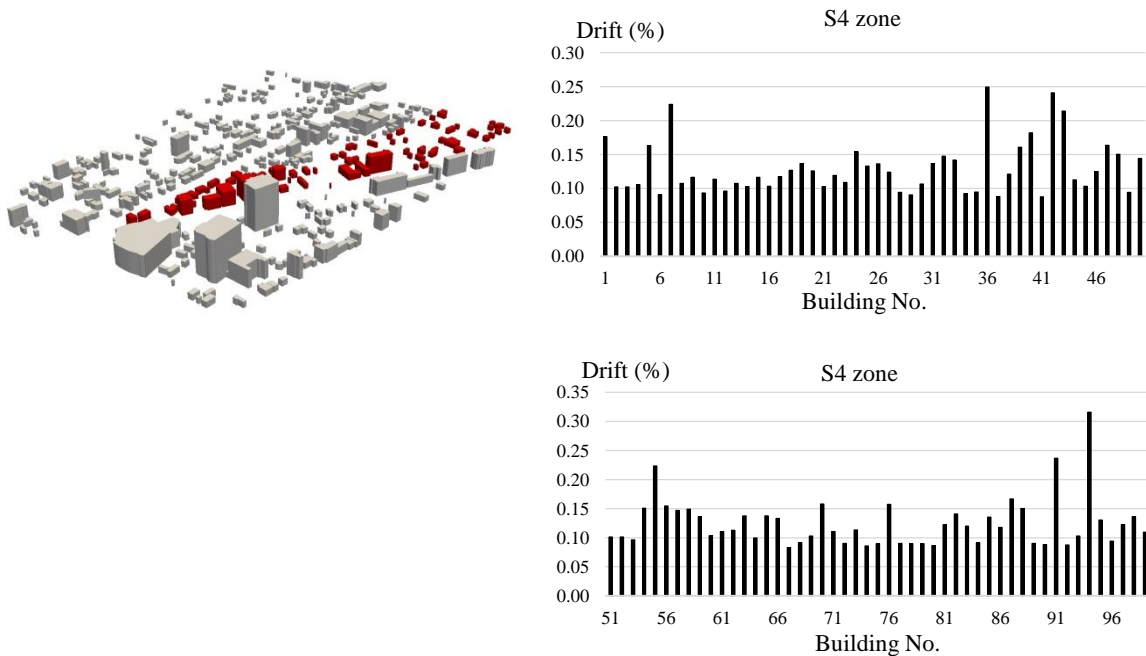 S4 zone
Drift (%)
0.30
0.25
0.20
0.15
0.10
0.05
0.00
1 6 11 16 21 26 31 36 41 46
Building No.
Drift (%) S4 zone
0.35
0.30
0.25
0.20
0.15
0.10
0.05
0.00
51 56 61 66 71 76 81 86 91 96
Building No.